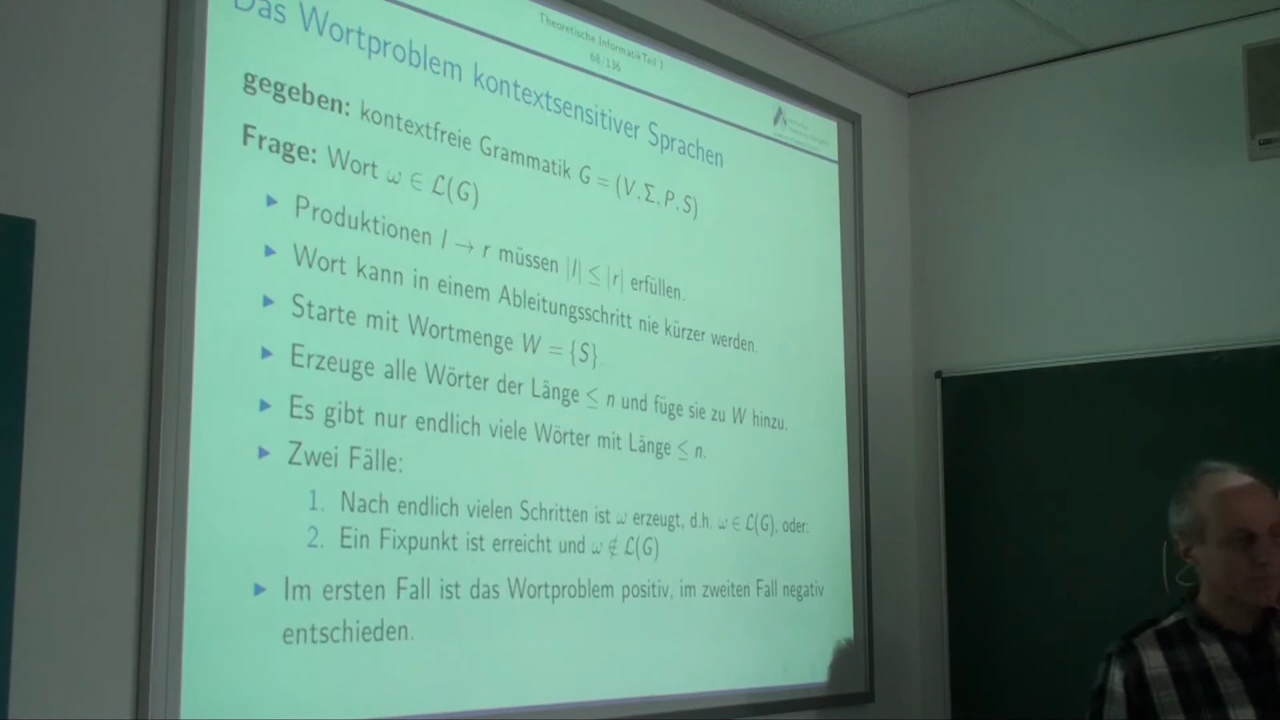 Theoretische Informatik Teil 1
68/136
Das Wortproblem kontextsensitiver Sprachen
gegeben: kontextfreie Grammatik G = (V, Σ, P, S)
Frage: Wort ω ∈ ℒ(G)
▶ Produktionen l → r müssen |l| ≤ |r| erfüllen.
▶ Wort kann in einem Ableitungsschritt nie kürzer werden.
▶ Starte mit Wortmenge W = {S}.
▶ Erzeuge alle Wörter der Länge ≤ n und füge sie zu W hinzu.
▶ Es gibt nur endlich viele Wörter mit Länge ≤ n.
▶ Zwei Fälle:
1. Nach endlich vielen Schritten ist ω erzeugt, d.h. ω ∈ ℒ(G), oder:
2. Ein Fixpunkt ist erreicht und ω ∉ ℒ(G)
▶ Im ersten Fall ist das Wortproblem positiv, im zweiten Fall negativ
entschieden.